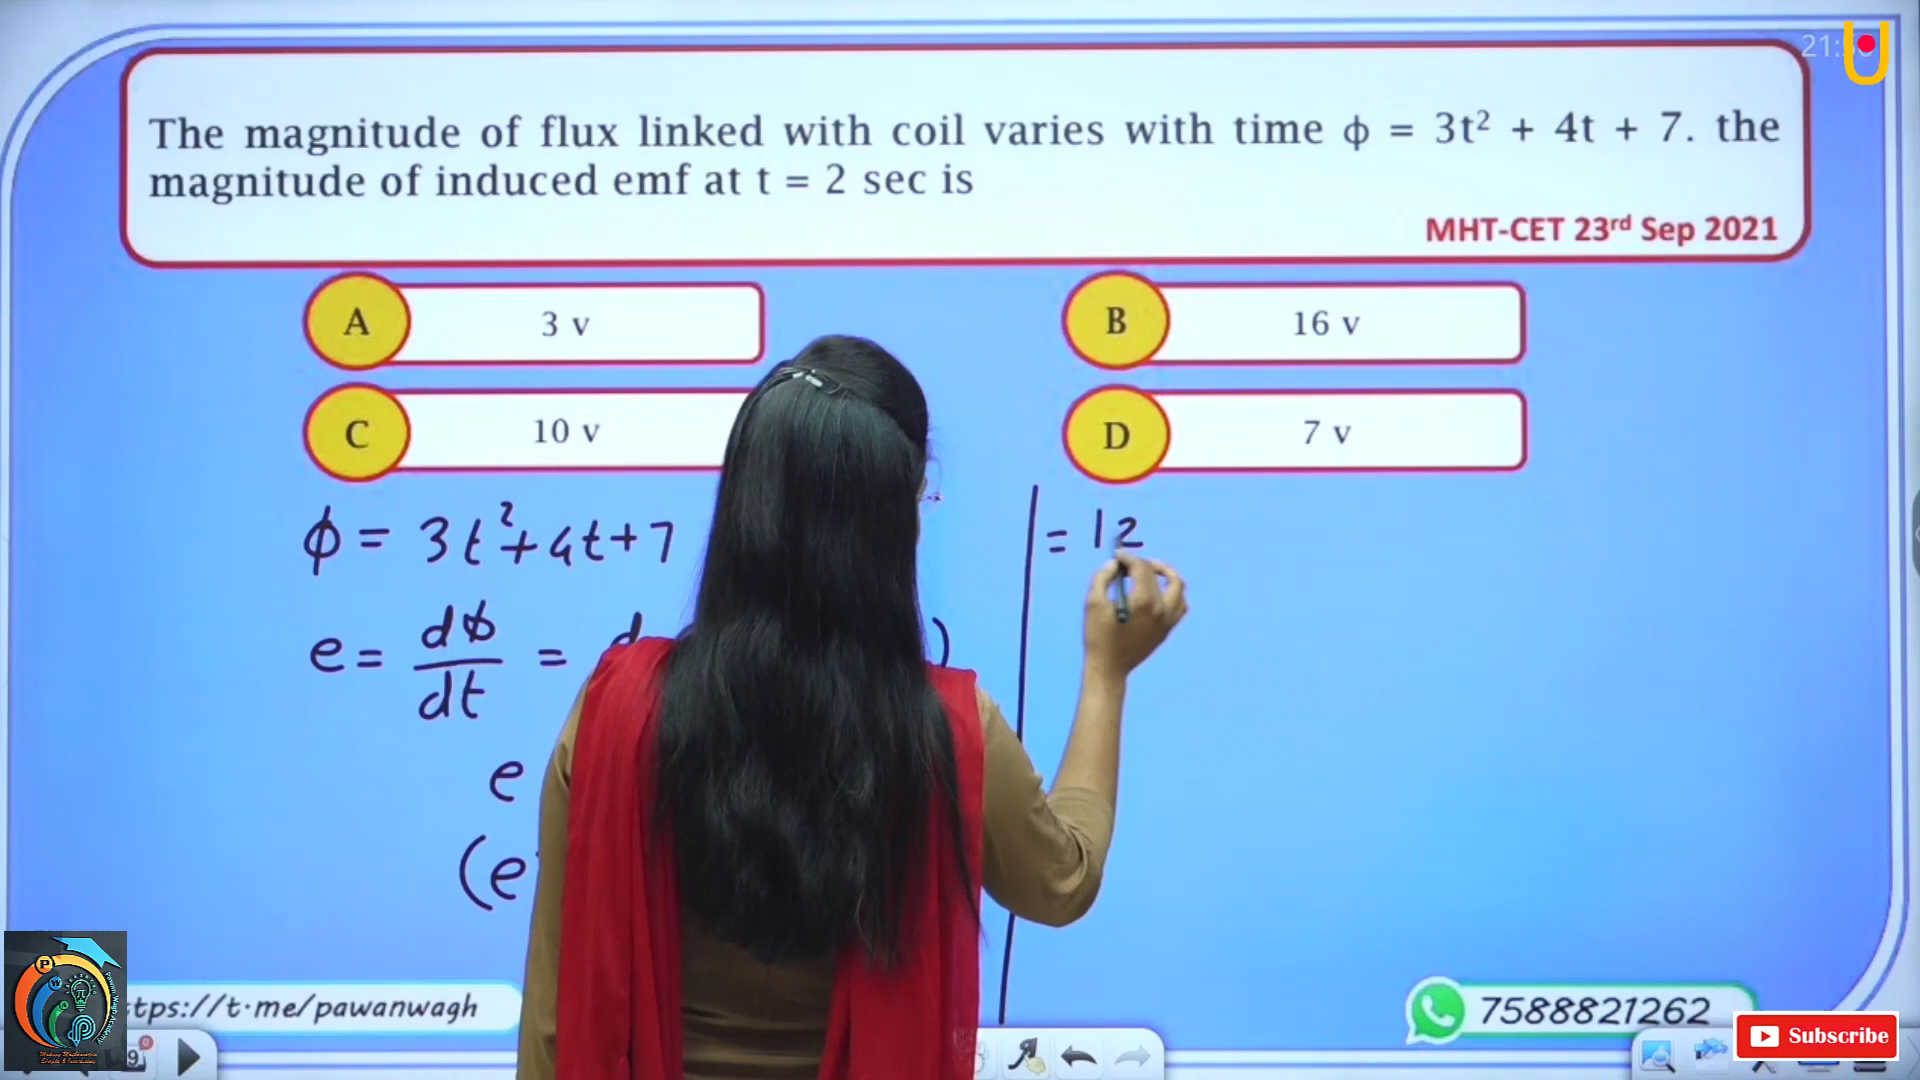 The magnitude of flux linked with coil varies with time ϕ = 3t² + 4t + 7. the
magnitude of induced emf at t = 2 sec is
MHT-CET 23rd Sep 2021
A 3 v
B 16 v
C 10 v
D 7 v
ϕ = 3t²+4t+7
e = dϕ/dt = d )
e
(e
= 12
ttps://t.me/pawanwagh
7588821262
Subscribe